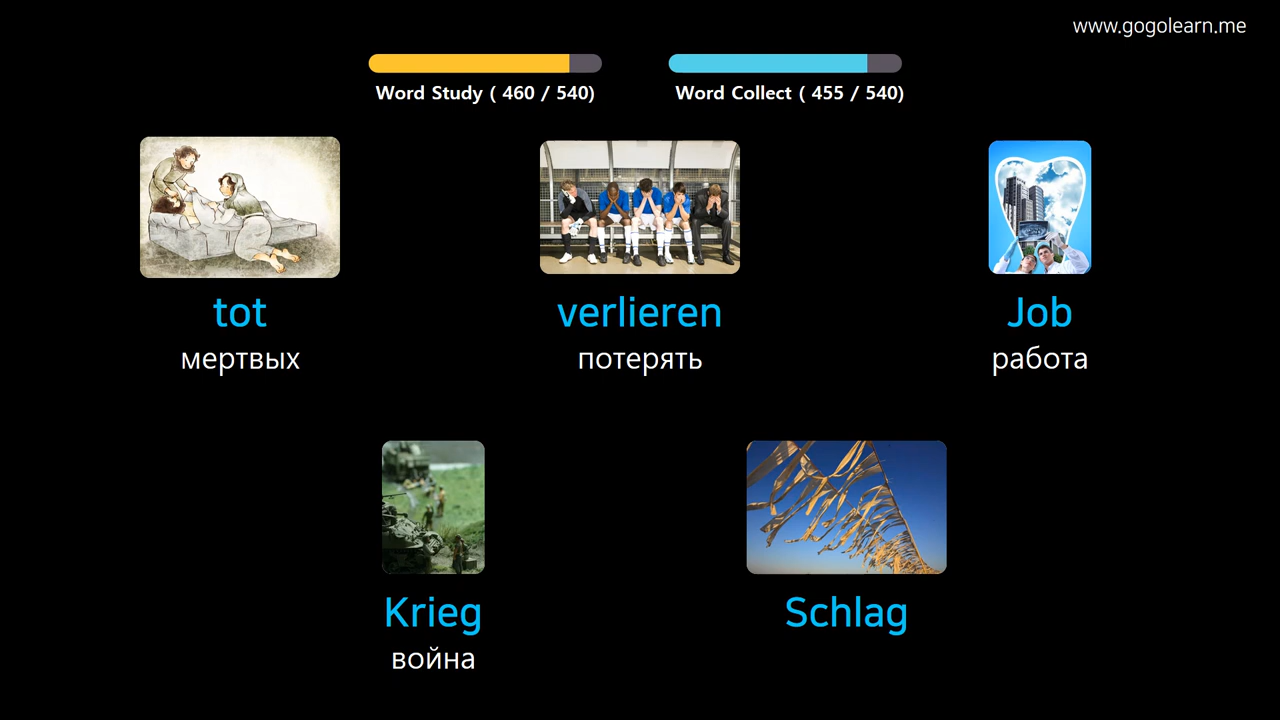 www.gogolearn.me
Word Study ( 460 / 540)
Word Collect ( 455 / 540)
tot
мертвых
verlieren
потерять
Job
работа
Krieg
война
Schlag